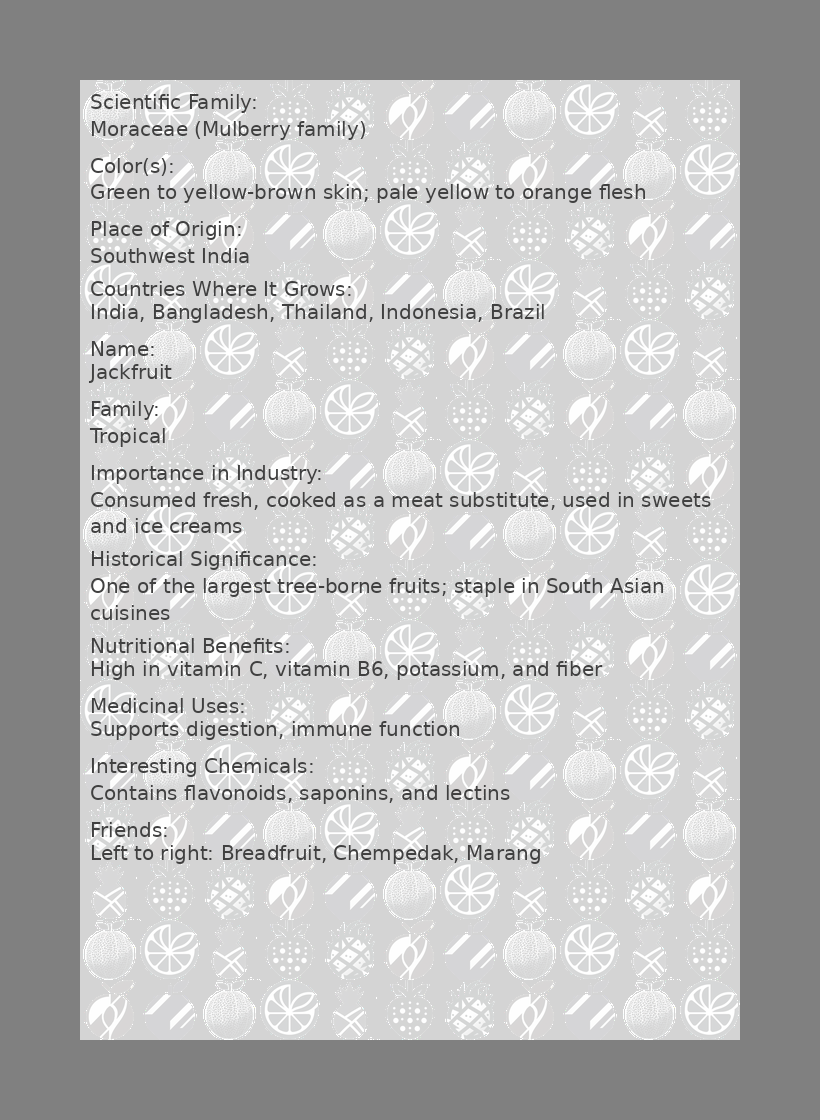 Scientific Family:
Moraceae (Mulberry family)
Color(s):
Green to yellow-brown skin; pale yellow to orange flesh
Place of Origin:
Southwest India
Countries Where It Grows:
India, Bangladesh, Thailand, Indonesia, Brazil
Name:
Jackfruit
Family:
Tropical
Importance in Industry:
Consumed fresh, cooked as a meat substitute, used in sweets
and ice creams
Historical Significance:
One of the largest tree-borne fruits; staple in South Asian
cuisines
Nutritional Benefits:
High in vitamin C, vitamin B6, potassium, and fiber
Medicinal Uses:
Supports digestion, immune function
Interesting Chemicals:
Contains flavonoids, saponins, and lectins
Friends:
Left to right: Breadfruit, Chempedak, Marang